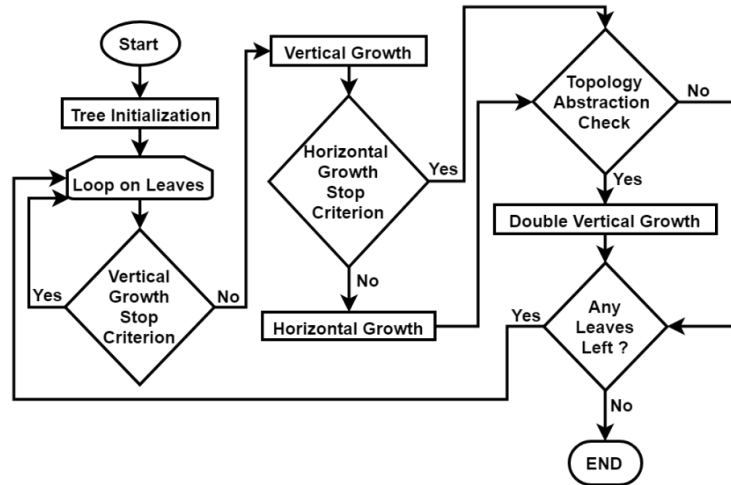 Start
Tree Initialization
Loop on Leaves
Vertical
Growth
Stop
Criterion
Yes
No
Vertical Growth
Horizontal
Growth
Stop
Criterion
Yes
No
Horizontal Growth
Topology
Abstraction
Check
No
Yes
Double Vertical Growth
Any
Leaves
Left ?
Yes
No
END